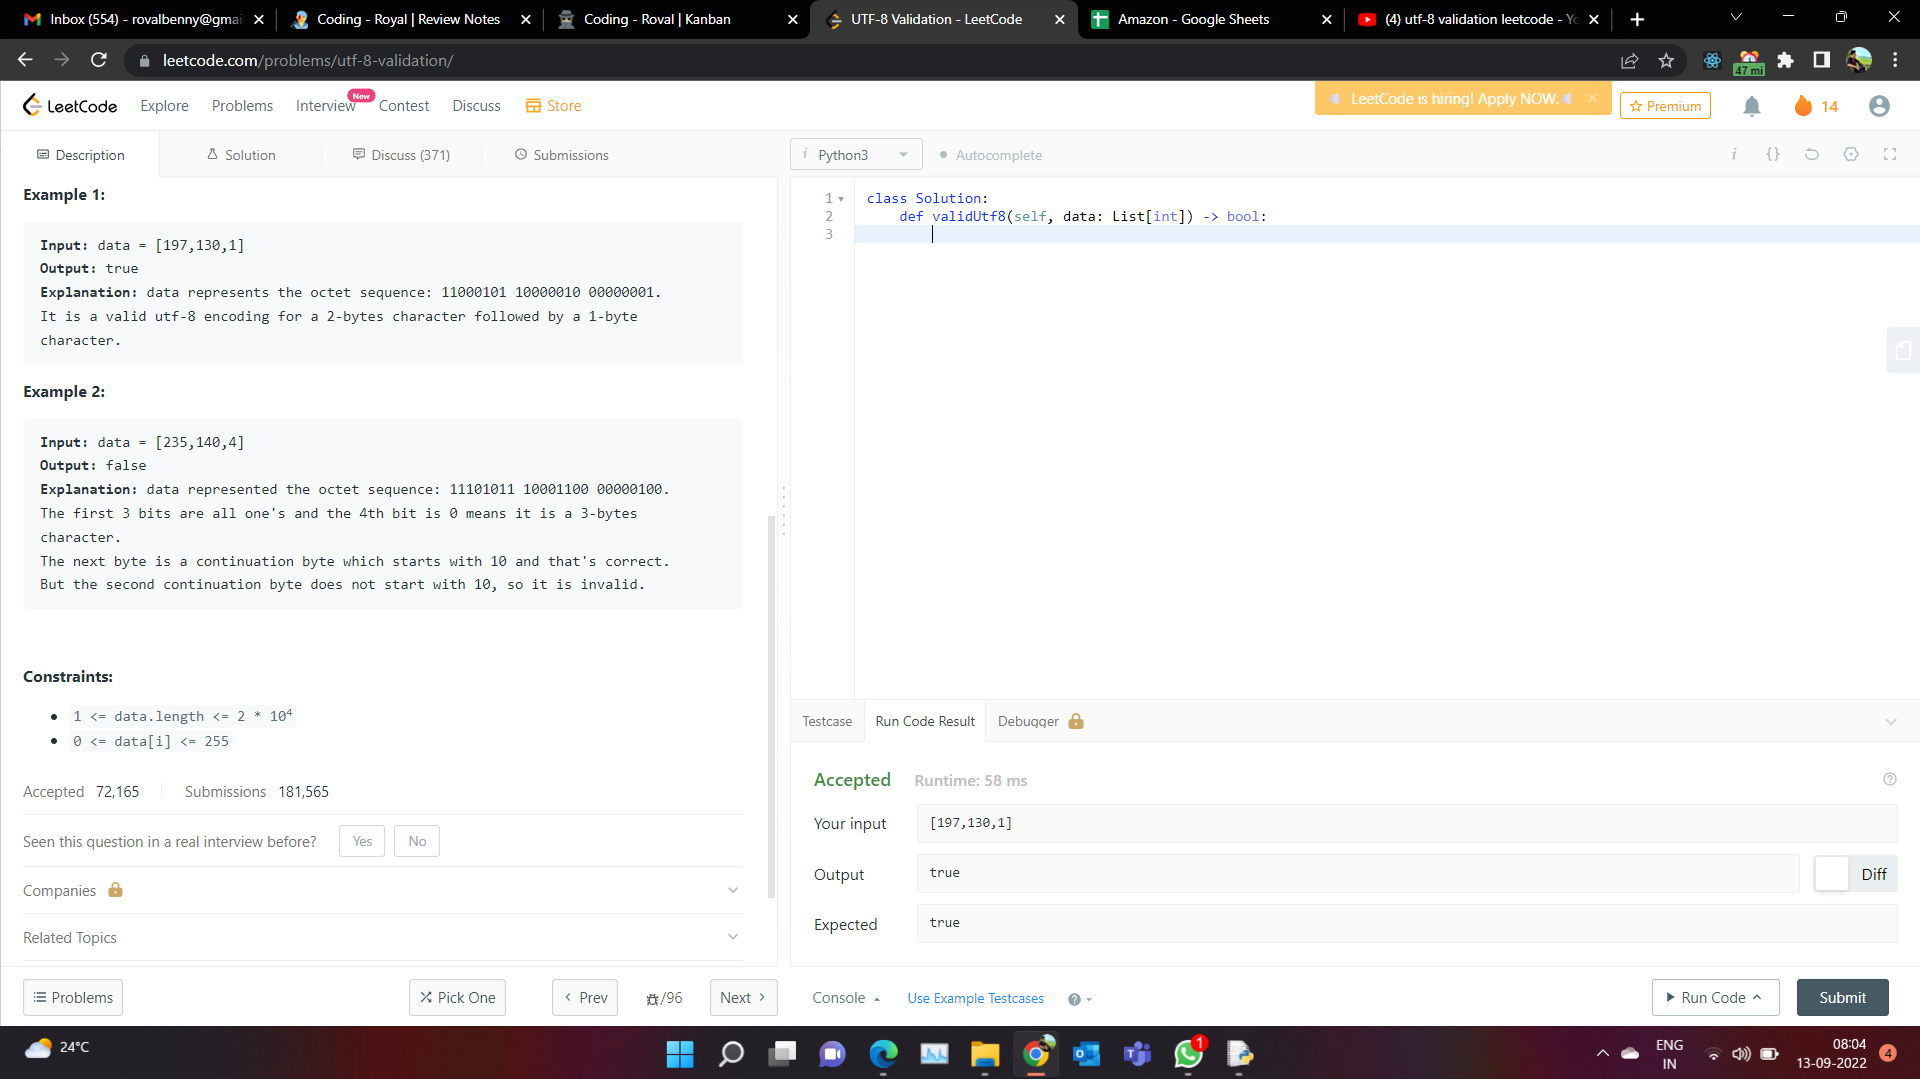 Inbox (554) - rovalbenny@gmai
Coding - Royal | Review Notes
Coding - Roval | Kanban
UTF-8 Validation - LeetCode
Amazon - Google Sheets
(4) utf-8 validation leetcode - Yo
leetcode.com/problems/utf-8-validation/
47 mi
LeetCode
Explore
Problems
Interview
New
Contest
Discuss
Store
LeetCode is hiring! Apply NOW.
Premium
14
Description
Solution
Discuss (371)
Submissions
i Python3
Autocomplete
i {}
Example 1:
Input: data = [197,130,1]
Output: true
Explanation: data represents the octet sequence: 11000101 10000010 00000001.
It is a valid utf-8 encoding for a 2-bytes character followed by a 1-byte
character.
Example 2:
Input: data = [235,140,4]
Output: false
Explanation: data represented the octet sequence: 11101011 10001100 00000100.
The first 3 bits are all one's and the 4th bit is 0 means it is a 3-bytes
character.
The next byte is a continuation byte which starts with 10 and that's correct.
But the second continuation byte does not start with 10, so it is invalid.
Constraints:
• 1 <= data.length <= 2 * 10⁴
• 0 <= data[i] <= 255
Accepted 72,165
Submissions 181,565
Seen this question in a real interview before?
Yes
No
Companies
Related Topics
Problems
Pick One
Prev
/96
Next
1 class Solution:
2 def validUtf8(self, data: List[int]) -> bool:
3
Testcase
Run Code Result
Debugger
Accepted
Runtime: 58 ms
Your input
[197,130,1]
Output
true
Diff
Expected
true
Console
Use Example Testcases
Run Code
Submit
24°C
1
ENG
IN
08:04
13-09-2022
4